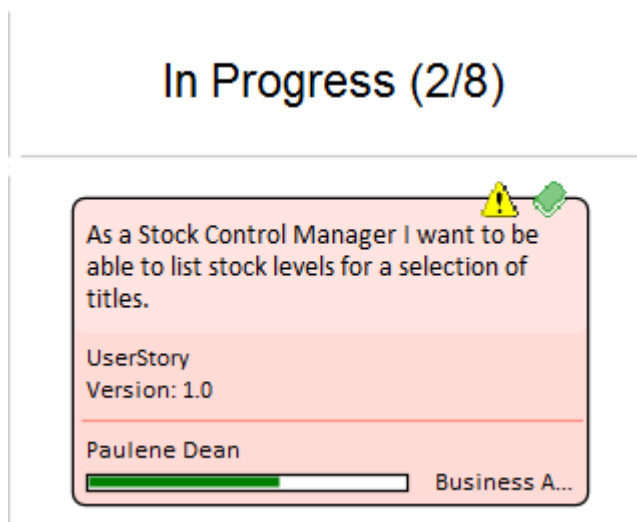 In Progress (2/8)
As a Stock Control Manager I want to be
able to list stock levels for a selection of
titles.
UserStory
Version: 1.0
Paulene Dean
Business A...